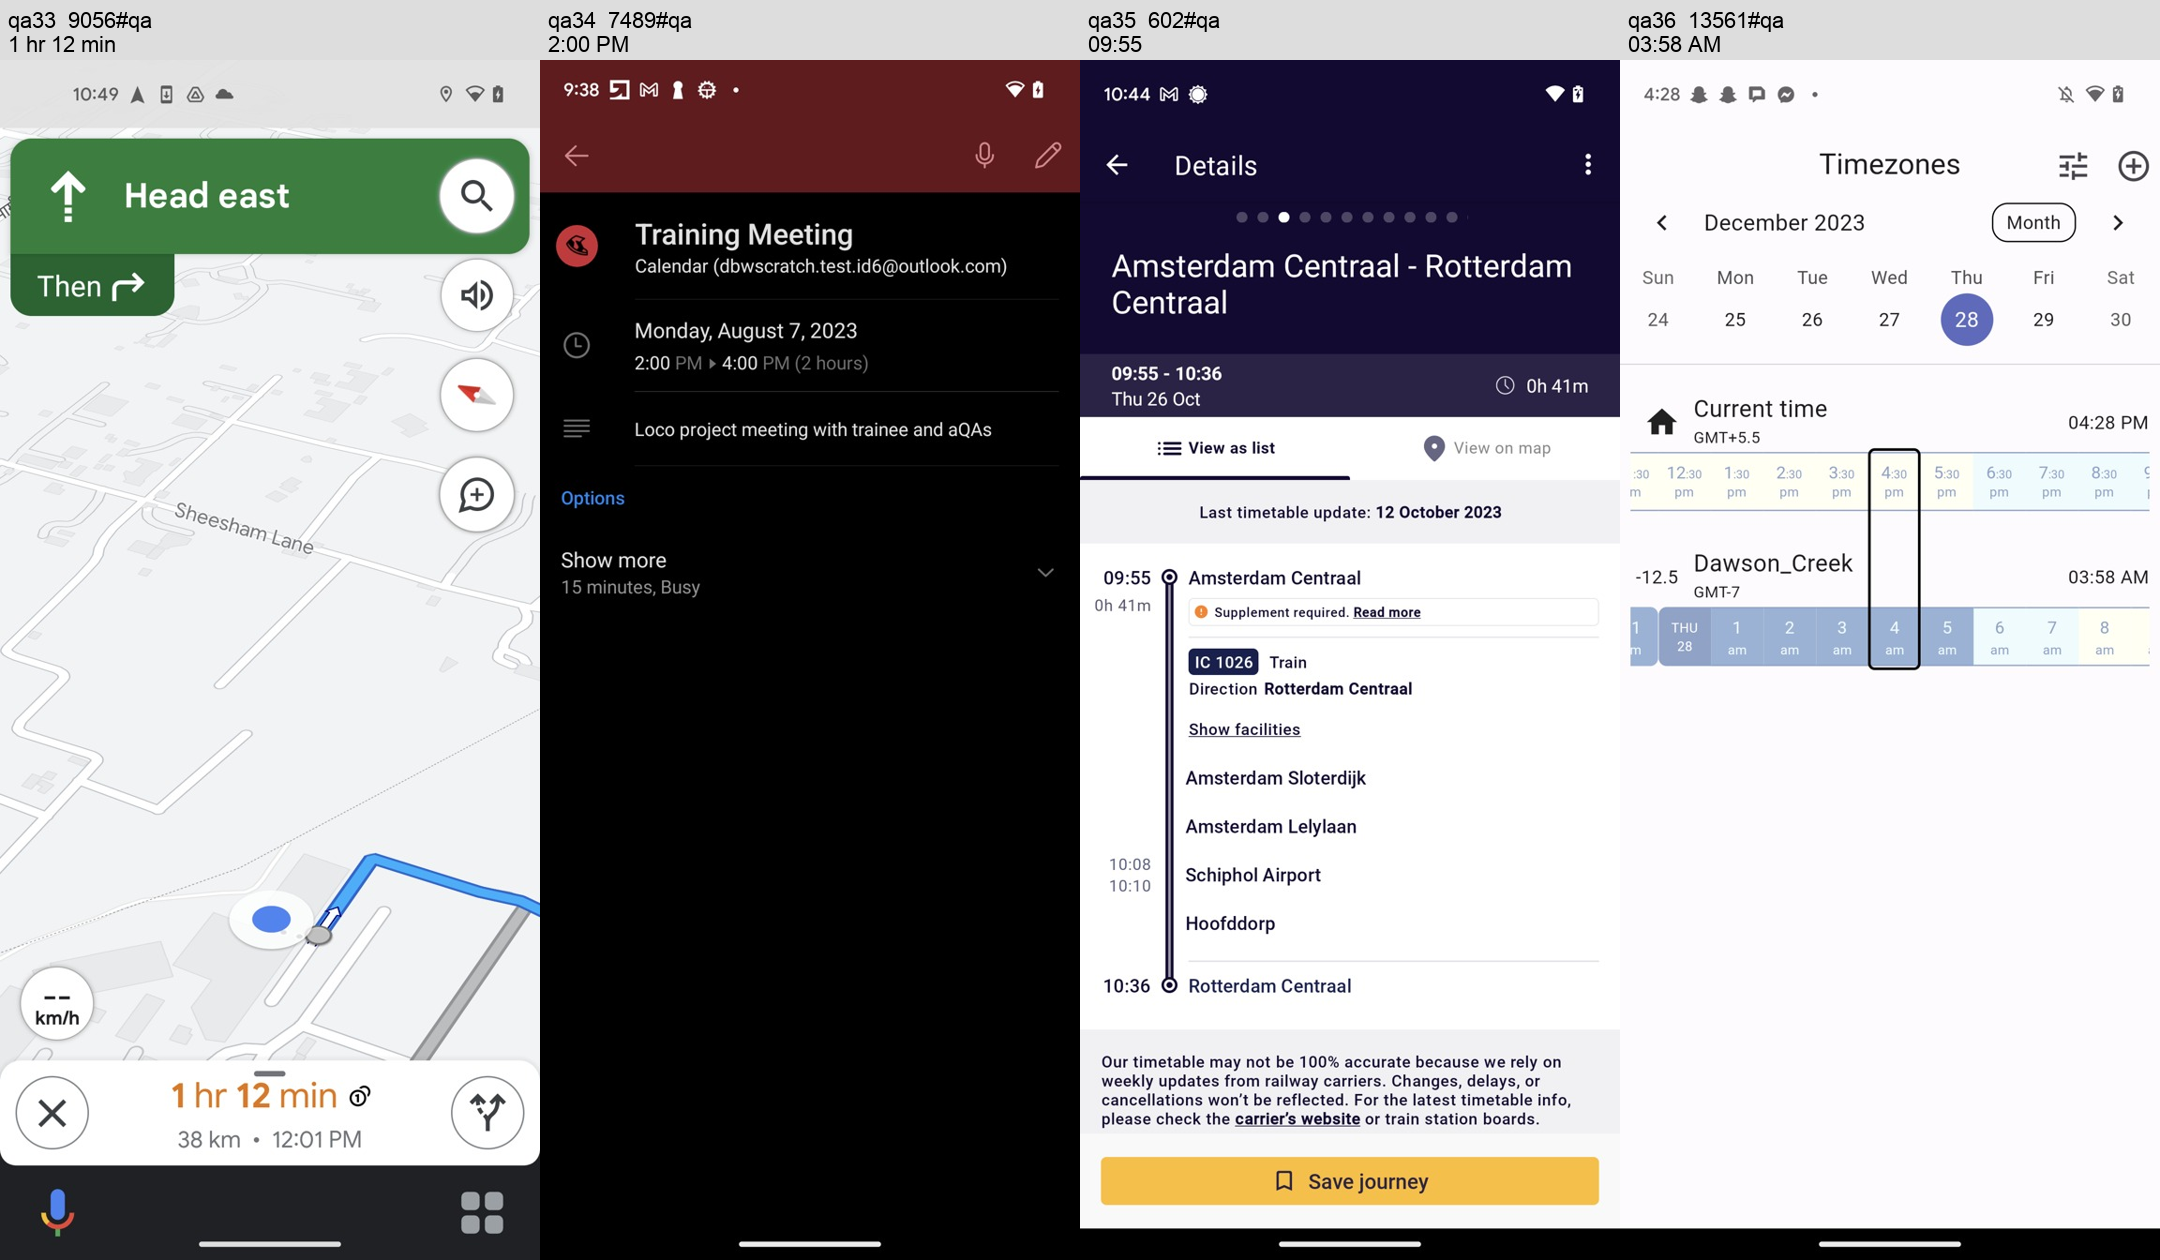 qa33 9056#qa
1 hr 12 min
10:49
Head east
Then
Sheesham Lane
--
km/h
1 hr 12 min
38 km • 12:01 PM
qa34 7489#qa
2:00 PM
9:38
Training Meeting
Calendar (dbwscratch.test.id6@outlook.com)
Monday, August 7, 2023
2:00 PM 4:00 PM (2 hours)
Loco project meeting with trainee and aQAs
Options
Show more
15 minutes, Busy
qa35 602#qa
09:55
10:44
Details
Amsterdam Centraal - Rotterdam
Centraal
09:55 - 10:36
Thu 26 Oct
0h 41m
View as list
View on map
Last timetable update: 12 October 2023
09:55 Amsterdam Centraal
0h 41m
Supplement required. Read more
IC 1026 Train
Direction Rotterdam Centraal
Show facilities
Amsterdam Sloterdijk
Amsterdam Lelylaan
10:08
10:10
Schiphol Airport
Hoofddorp
10:36 Rotterdam Centraal
Our timetable may not be 100% accurate because we rely on
weekly updates from railway carriers. Changes, delays, or
cancellations won't be reflected. For the latest timetable info,
please check the carrier's website or train station boards.
Save journey
qa36 13561#qa
03:58 AM
4:28
Timezones
December 2023
Month
Sun Mon Tue Wed Thu Fri Sat
24 25 26 27 28 29 30
Current time
GMT+5.5
04:28 PM
:30 12:30 1:30 2:30 3:30 4:30 5:30 6:30 7:30 8:30 9
m pm pm pm pm pm pm pm pm pm
-12.5
Dawson_Creek
GMT-7
03:58 AM
1 THU 1 2 3 4 5 6 7 8
m 28 am am am am am am am am